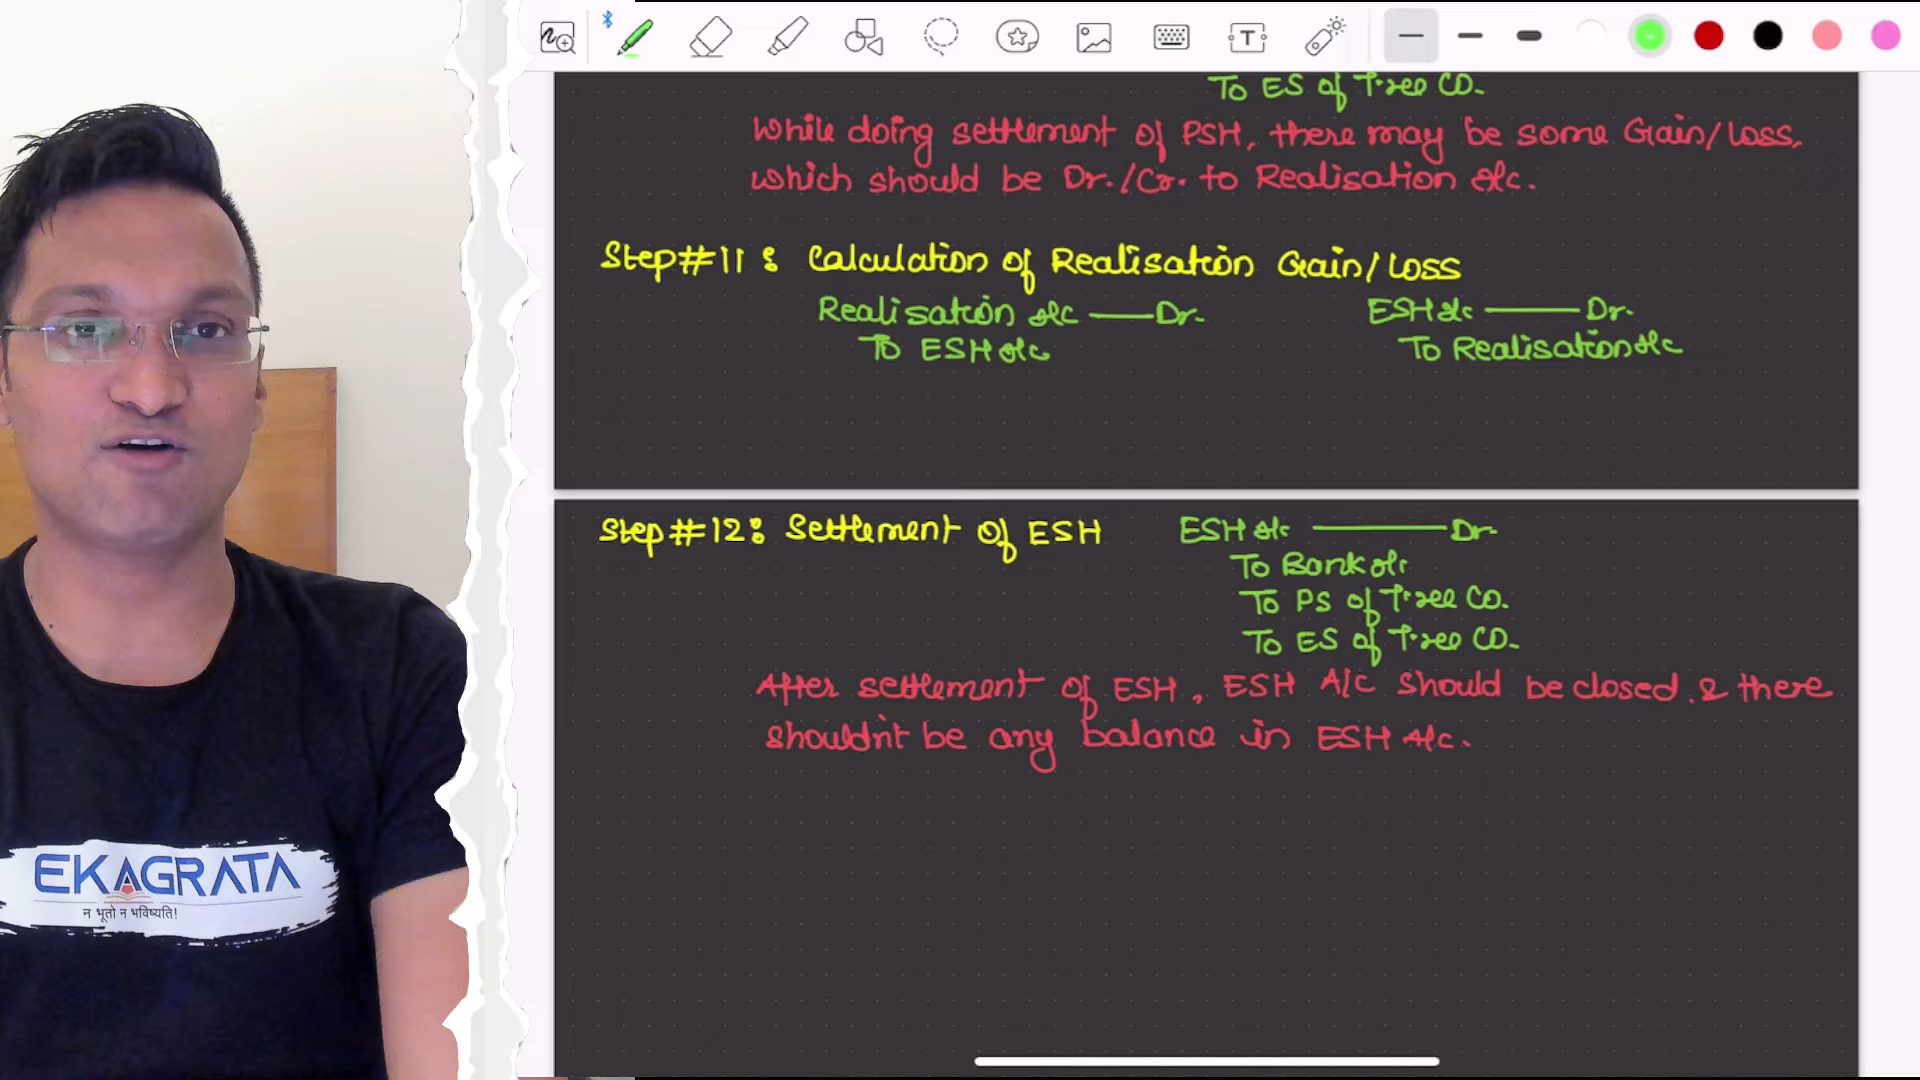 To ES of T'ree CO.
While doing settlement of PSH, there may be some Gain/Loss,
which should be Dr./Cr. to Realisation A/c.
Step#11: Calculation of Realisation Gain/Loss
Realisation A/c — Dr.
To ESH A/c
ESH A/c — Dr.
To Realisation A/c
Step#12: Settlement of ESH
ESH A/c — Dr.
To Bank A/c
To PS of T'ree CO.
To ES of T'ree CO.
After settlement of ESH, ESH A/C should be closed. & there
shouldn't be any balance in ESH A/c.
EKAGRATA
न भूतो न भविष्यति!
T